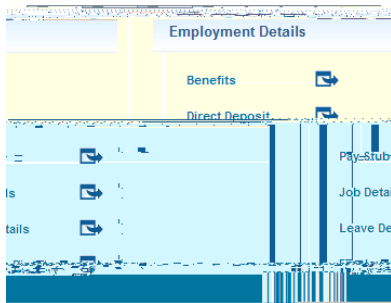 Employment Details
Benefits
Direct Deposit
Pay Stub
ls
Job Detai
tails
Leave De